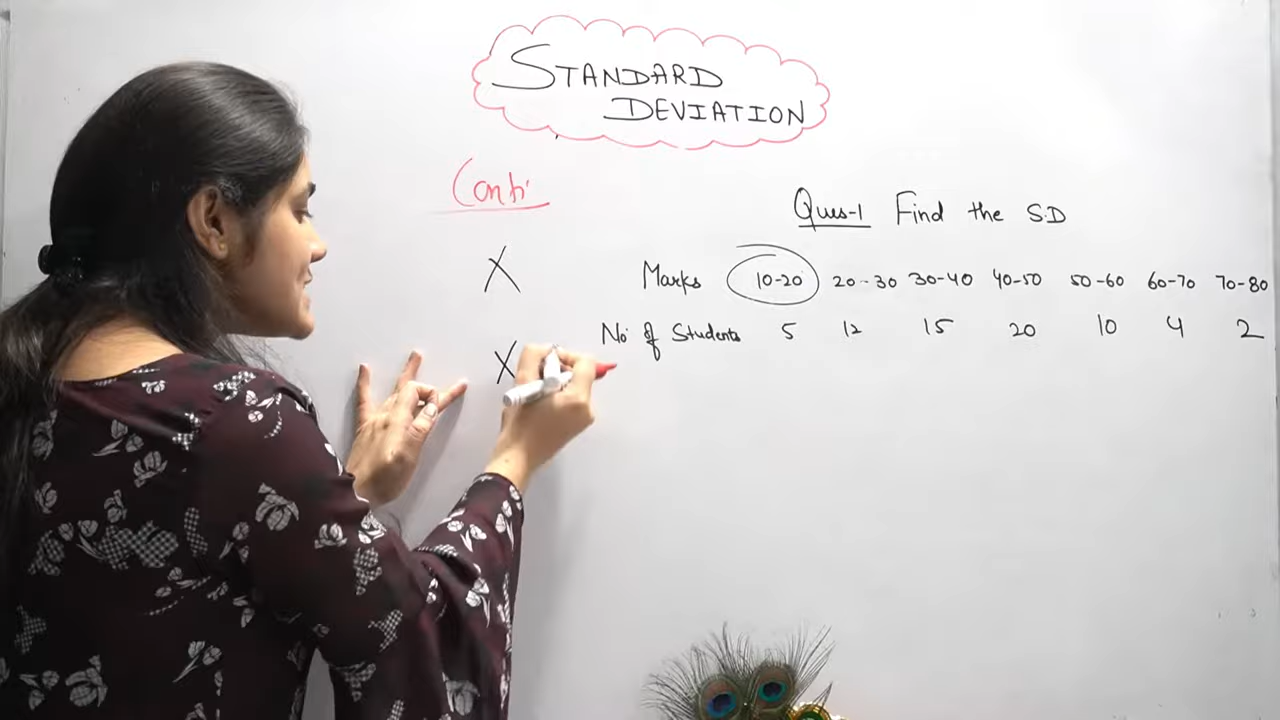 STANDARD
DEVIATION
Conti
Ques-1 Find the S.D
X
Marks 10-20 20-30 30-40 40-50 50-60 60-70 70-80
No of Students 5 12 15 20 10 4 2
X